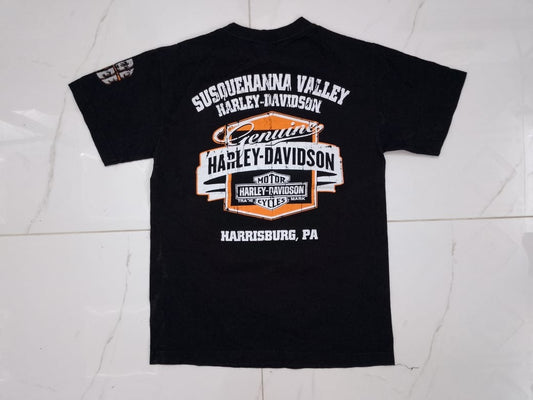 SUSQUEHANNA VALLEY
HARLEY-DAVIDSON
Genuine
HARLEY-DAVIDSON
MOTOR
HARLEY-DAVIDSON
CYCLES
TRADE MARK
HARRISBURG, PA